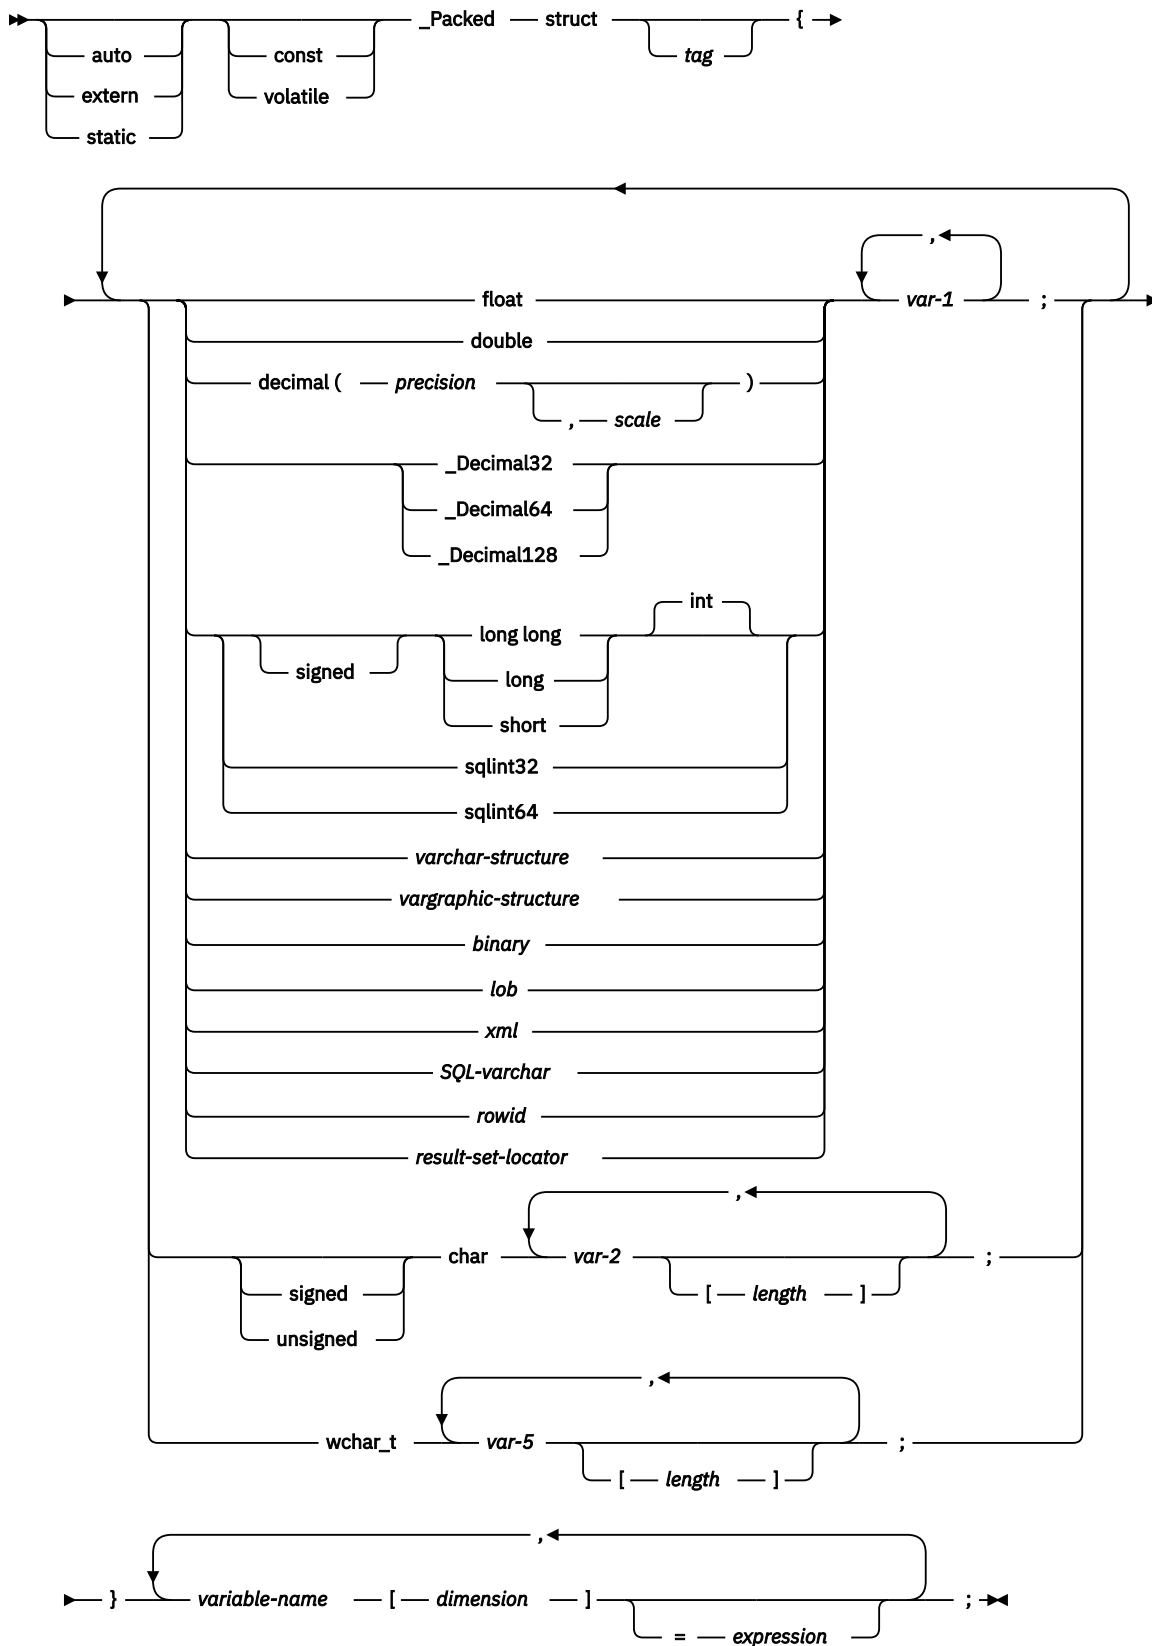 _Packed struct {
tag
auto const
extern volatile
static
,
float var-1 ;
double
decimal ( precision )
, scale
_Decimal32
_Decimal64
_Decimal128
int
long long
signed
long
short
sqlint32
sqlint64
varchar-structure
vargraphic-structure
binary
lob
xml
SQL-varchar
rowid
result-set-locator
,
char var-2 ;
signed [ length ]
unsigned
,
wchar_t var-5 ;
[ length ]
,
} variable-name [ dimension ] ;
= expression